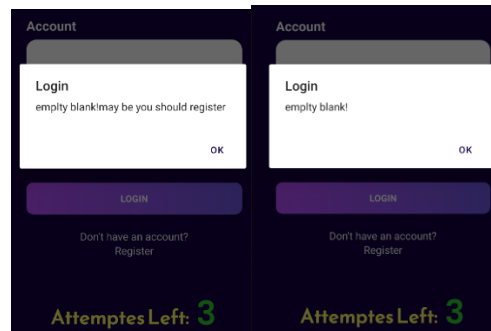 Account
Login
emplty blank!may be you should register
OK
LOGIN
Don't have an account?
Register
Attemptes Left: 3
Account
Login
emplty blank!
OK
LOGIN
Don't have an account?
Register
Attemptes Left: 3